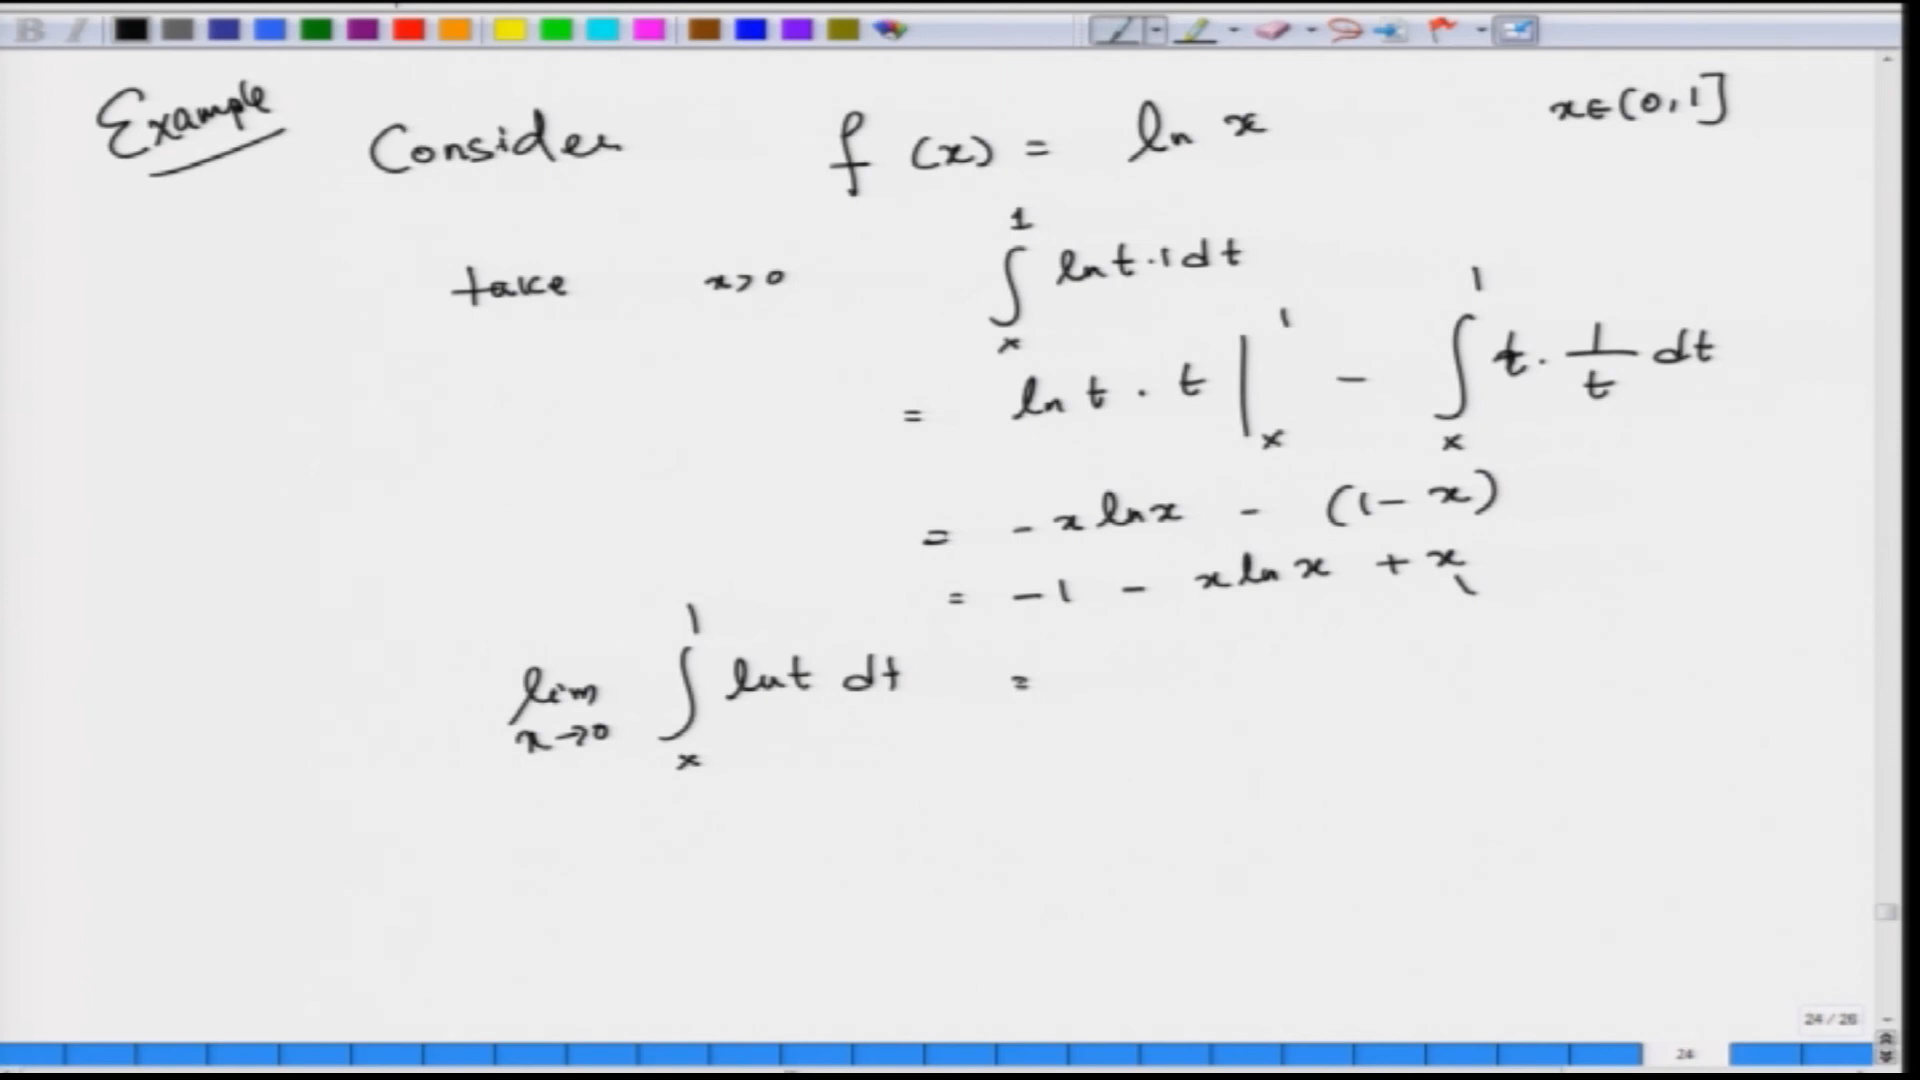 B I
Example Consider f(x) = ln x x∈(0,1]
take x>0 ∫_x^1 ln t · 1 dt
= ln t · t |_x^1 - ∫_x^1 t · 1/t dt
= - x ln x - (1 - x)
= -1 - x ln x + x
lim_{x→0} ∫_x^1 ln t dt =
24 / 26
24